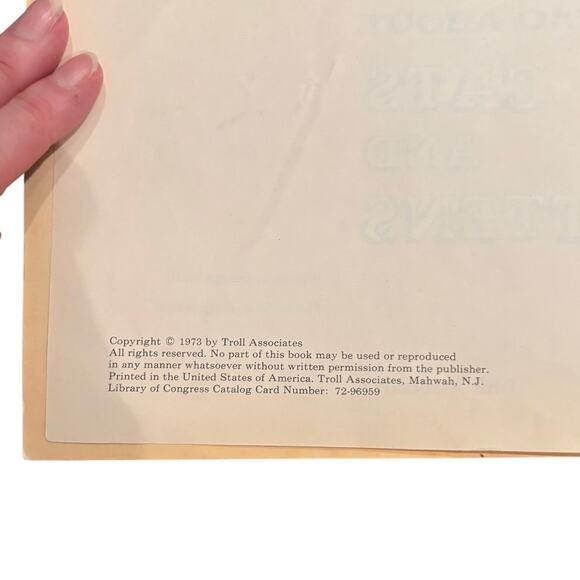 Copyright © 1973 by Troll Associates
All rights reserved. No part of this book may be used or reproduced
in any manner whatsoever without written permission from the publisher.
Printed in the United States of America. Troll Associates, Mahwah, N.J.
Library of Congress Catalog Card Number: 72-96959